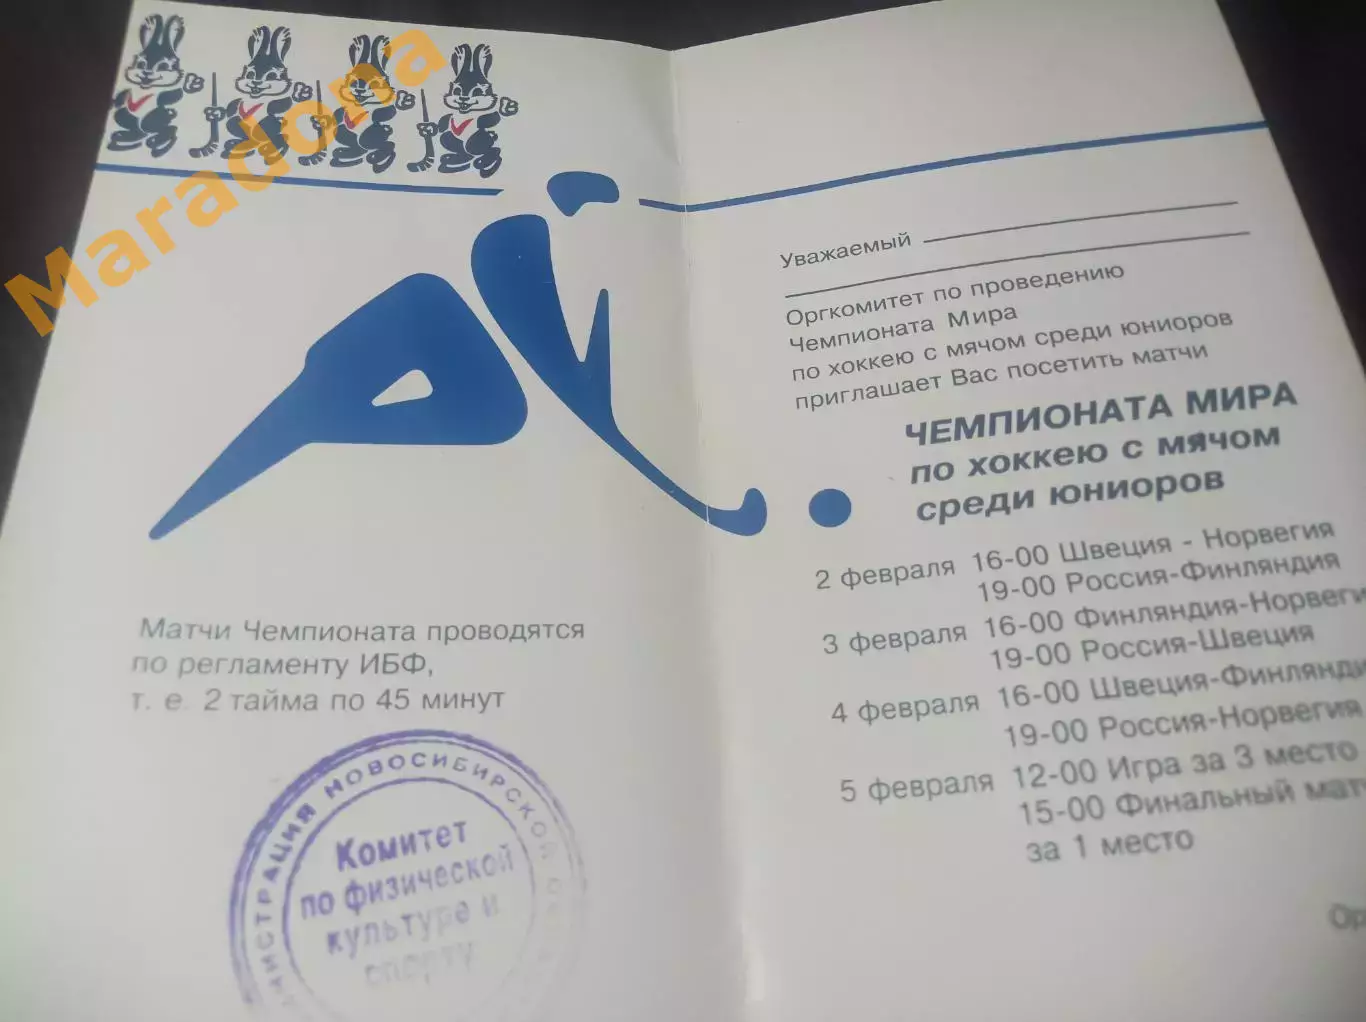 Maradona
Матчи Чемпионата проводятся
по регламенту ИБФ,
т. е. 2 тайма по 45 минут
НОВОСИБИРСКОЙ
Комитет
по физической
культуре и
спорту
Уважаемый
Оргкомитет по проведению
Чемпионата Мира
по хоккею с мячом среди юниоров
приглашает Вас посетить матчи
ЧЕМПИОНАТА МИРА
по хоккею с мячом
среди юниоров
2 февраля 16-00 Швеция - Норвегия
19-00 Россия-Финляндия
3 февраля 16-00 Финляндия-Норвеги
19-00 Россия-Швеция
4 февраля 16-00 Швеция-Финлянди
19-00 Россия-Норвегия
5 февраля 12-00 Игра за 3 место
15-00 Финальный мат
за 1 место
Ор